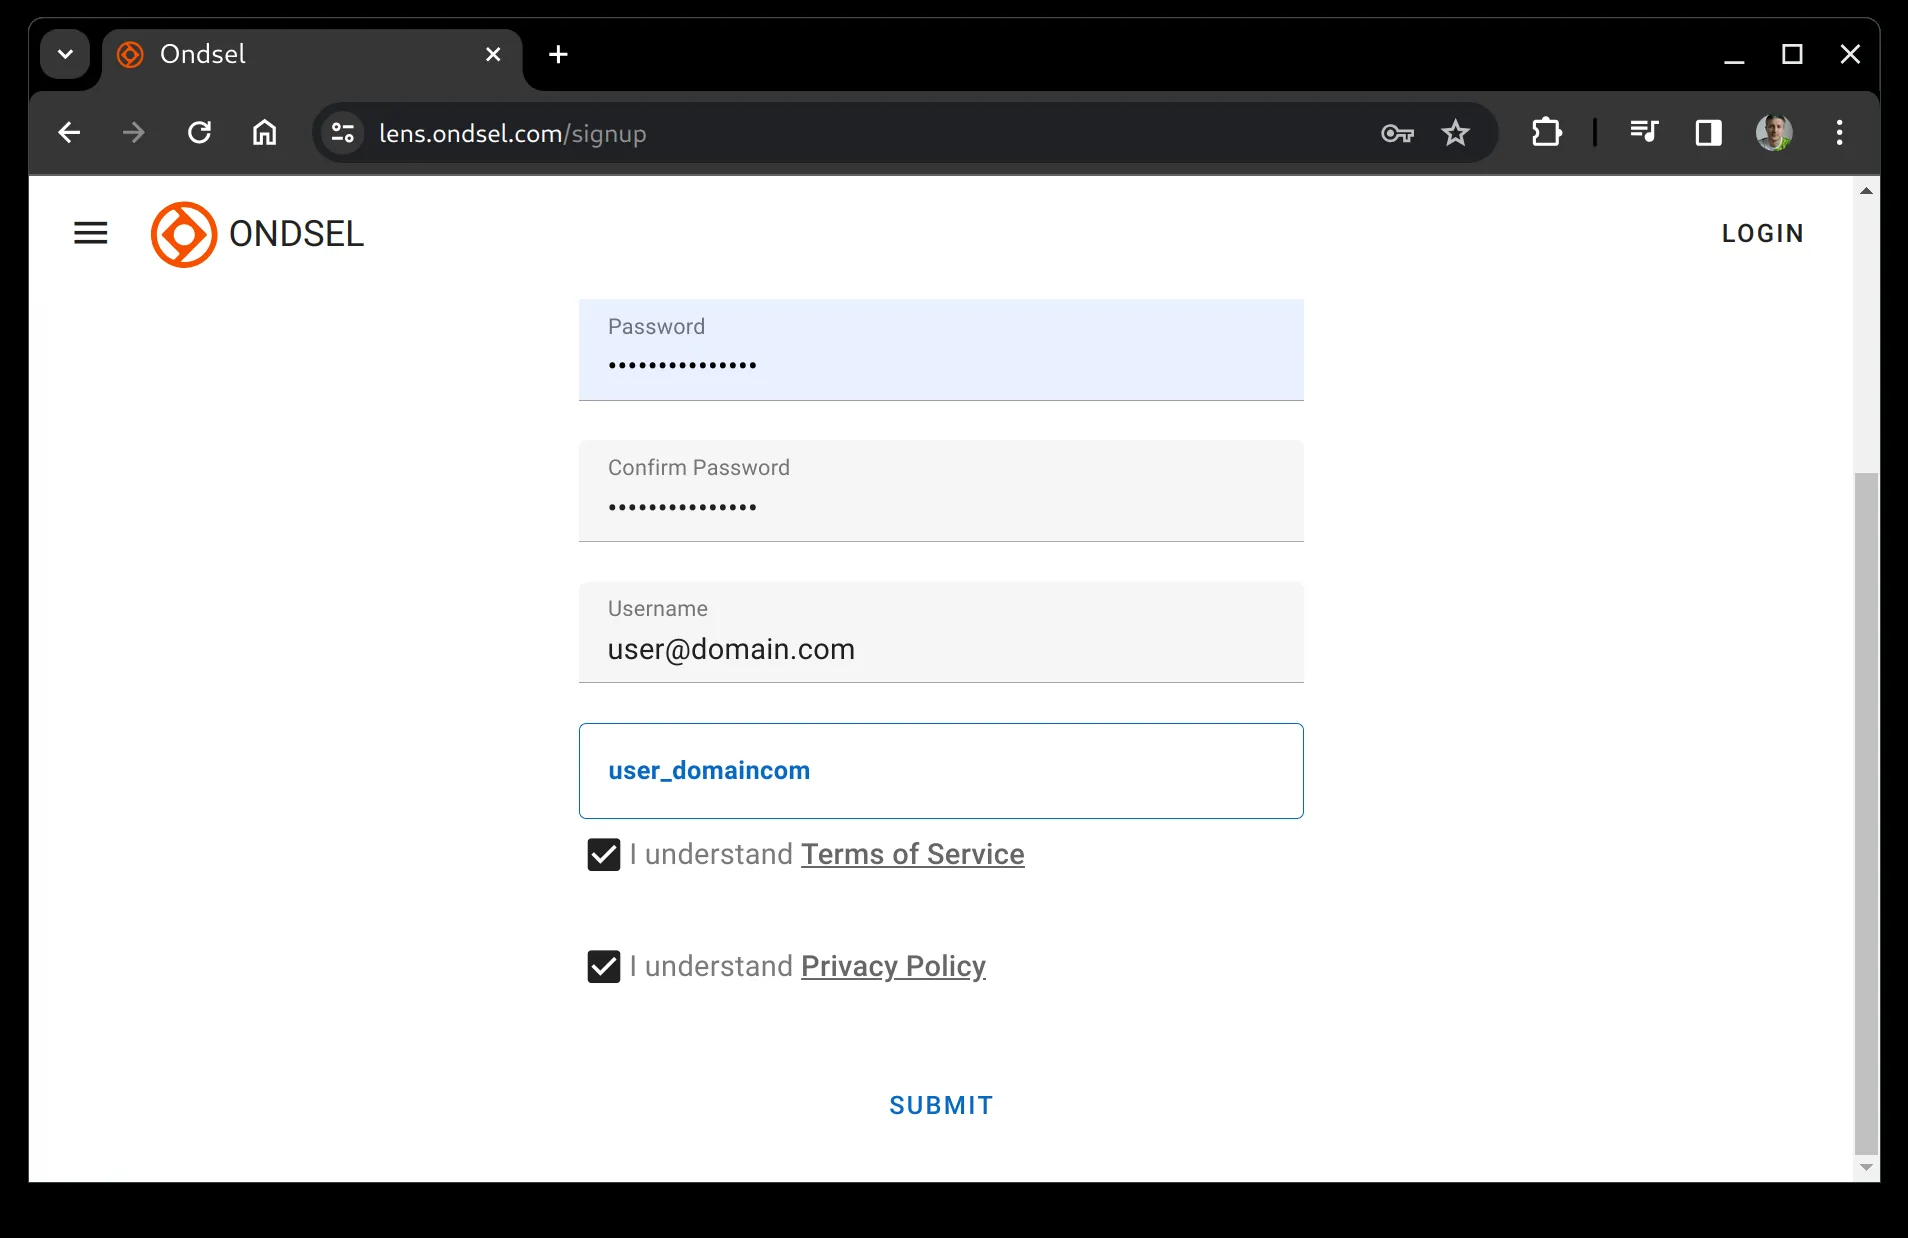 Ondsel
lens.ondsel.com/signup
ONDSEL
LOGIN
Password
•••••••••••••••
Confirm Password
•••••••••••••••
Username
user@domain.com
user_domaincom
I understand Terms of Service
I understand Privacy Policy
SUBMIT